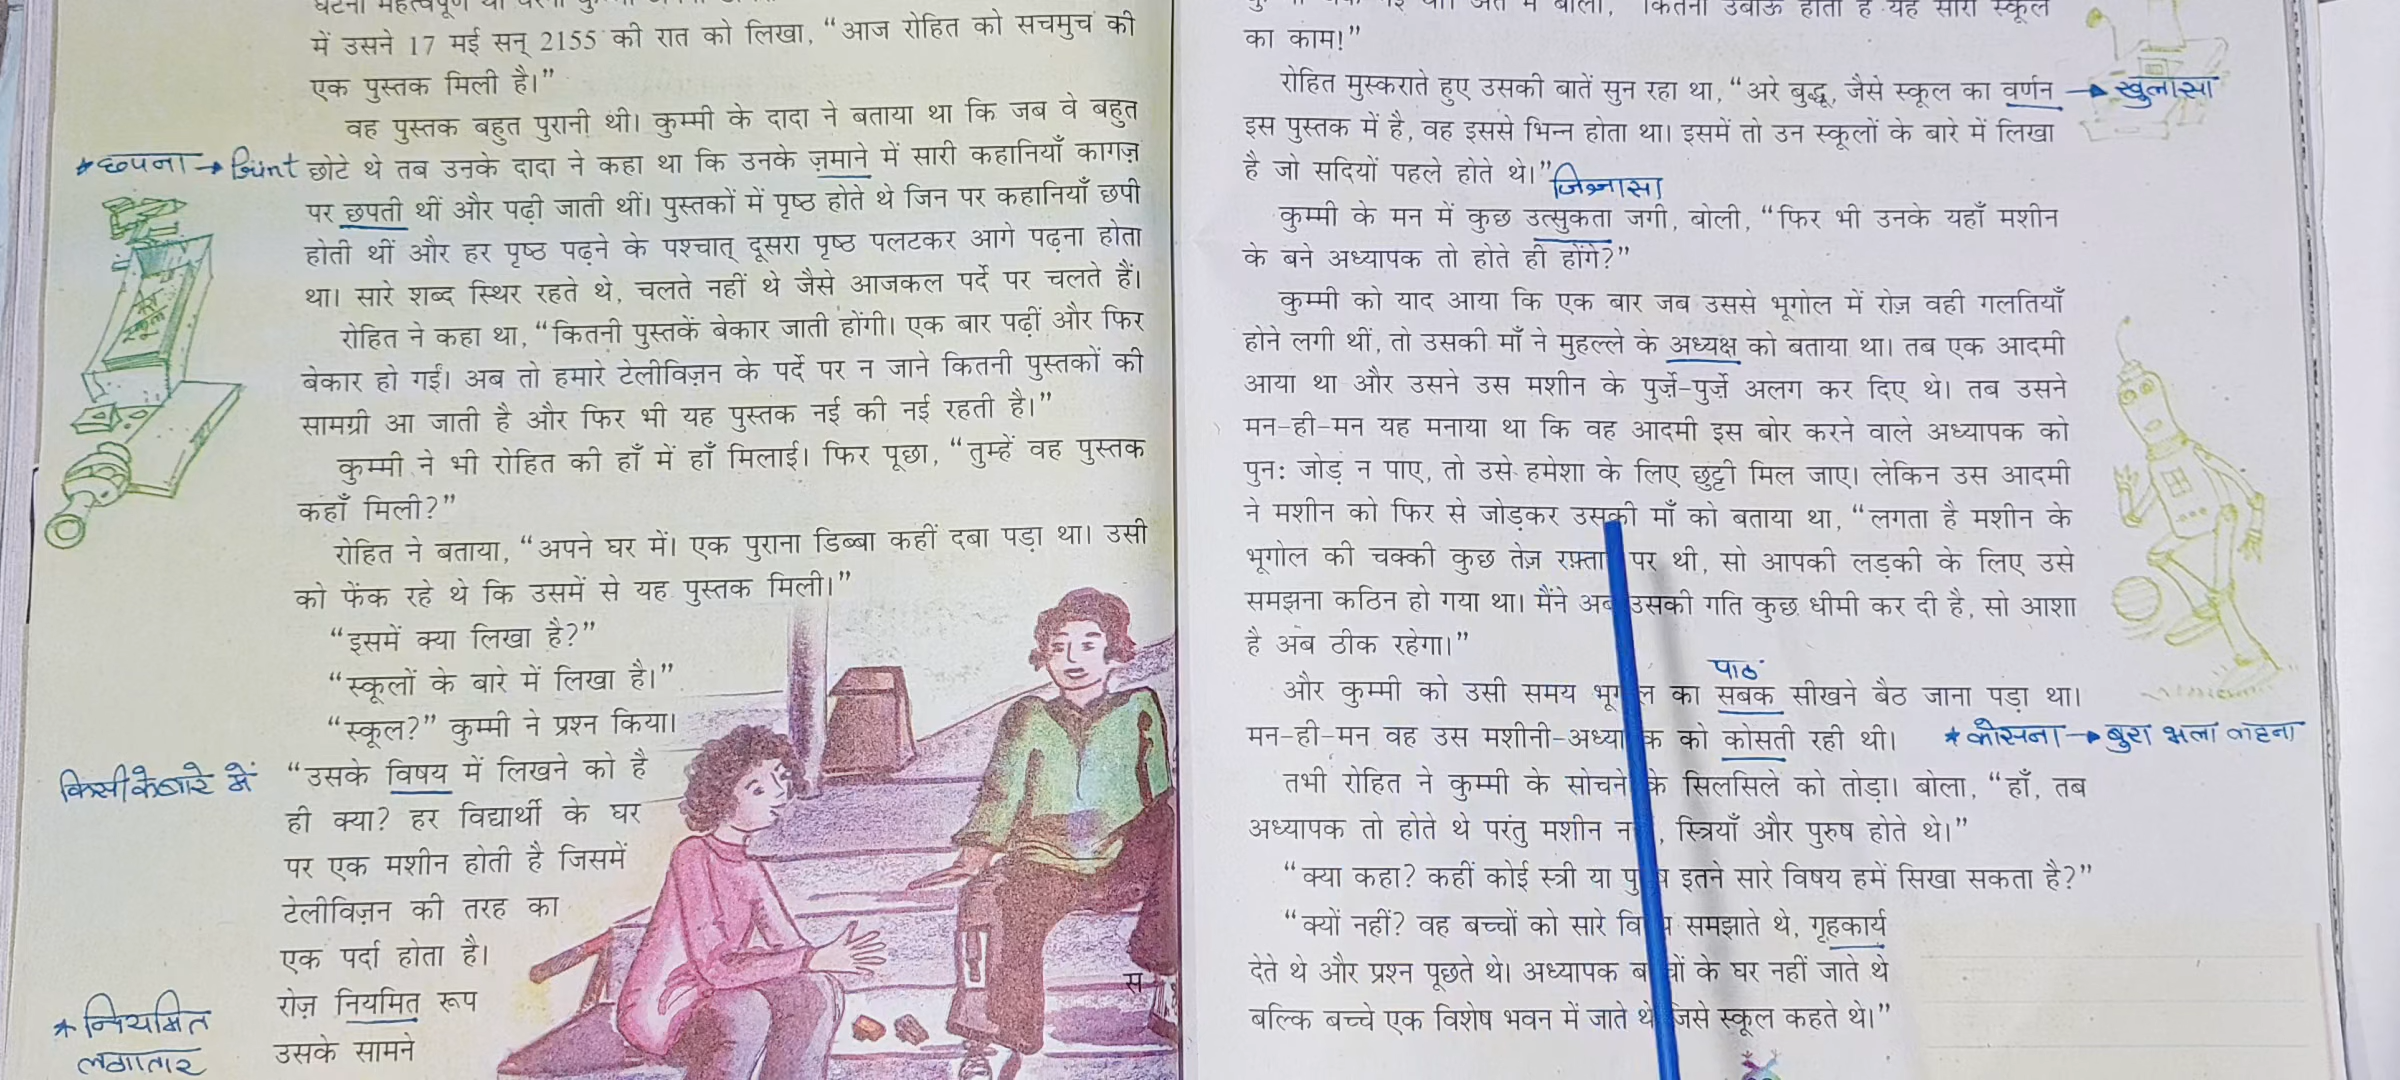 में उसने 17 मई सन् 2155 की रात को लिखा, “आज रोहित को सचमुच की
एक पुस्तक मिली है।”
वह पुस्तक बहुत पुरानी थी। कुम्मी के दादा ने बताया था कि जब वे बहुत
*छपना → Print
छोटे थे तब उनके दादा ने कहा था कि उनके ज़माने में सारी कहानियाँ कागज़
पर छपती थीं और पढ़ी जाती थीं। पुस्तकों में पृष्ठ होते थे जिन पर कहानियाँ छपी
होती थीं और हर पृष्ठ पढ़ने के पश्चात् दूसरा पृष्ठ पलटकर आगे पढ़ना होता
था। सारे शब्द स्थिर रहते थे, चलते नहीं थे जैसे आजकल पर्दे पर चलते हैं।
रोहित ने कहा था, “कितनी पुस्तकें बेकार जाती होंगी। एक बार पढ़ीं और फिर
बेकार हो गईं। अब तो हमारे टेलीविज़न के पर्दे पर न जाने कितनी पुस्तकों की
सामग्री आ जाती है और फिर भी यह पुस्तक नई की नई रहती है।”
कुम्मी ने भी रोहित की हाँ में हाँ मिलाई। फिर पूछा, “तुम्हें वह पुस्तक
कहाँ मिली?”
रोहित ने बताया, “अपने घर में। एक पुराना डिब्बा कहीं दबा पड़ा था। उसी
को फेंक रहे थे कि उसमें से यह पुस्तक मिली।”
“इसमें क्या लिखा है?”
“स्कूलों के बारे में लिखा है।”
“स्कूल?” कुम्मी ने प्रश्न किया।
किसी के बारे में
“उसके विषय में लिखने को है
ही क्या? हर विद्यार्थी के घर
पर एक मशीन होती है जिसमें
टेलीविज़न की तरह का
एक पर्दा होता है।
रोज़ नियमित रूप
स
*नियमित
लगातार
उसके सामने
का काम!”
रोहित मुस्कराते हुए उसकी बातें सुन रहा था, “अरे बुद्धू, जैसे स्कूल का वर्णन → खुलासा
इस पुस्तक में है, वह इससे भिन्न होता था। इसमें तो उन स्कूलों के बारे में लिखा
है जो सदियों पहले होते थे।”
जिज्ञासा
कुम्मी के मन में कुछ उत्सुकता जगी, बोली, “फिर भी उनके यहाँ मशीन
के बने अध्यापक तो होते ही होंगे?”
कुम्मी को याद आया कि एक बार जब उससे भूगोल में रोज़ वही गलतियाँ
होने लगी थीं, तो उसकी माँ ने मुहल्ले के अध्यक्ष को बताया था। तब एक आदमी
आया था और उसने उस मशीन के पुर्ज़े-पुर्ज़े अलग कर दिए थे। तब उसने
मन-ही-मन यह मनाया था कि वह आदमी इस बोर करने वाले अध्यापक को
पुनः जोड़ न पाए, तो उसे हमेशा के लिए छुट्टी मिल जाए। लेकिन उस आदमी
ने मशीन को फिर से जोड़कर उसकी माँ को बताया था, “लगता है मशीन के
भूगोल की चक्की कुछ तेज़ रफ़्तार पर थी, सो आपकी लड़की के लिए उसे
समझना कठिन हो गया था। मैंने अब उसकी गति कुछ धीमी कर दी है, सो आशा
है अब ठीक रहेगा।”
पाठ
और कुम्मी को उसी समय भूगोल का सबक सीखने बैठ जाना पड़ा था।
मन-ही-मन वह उस मशीनी-अध्यापक को कोसती रही थी।
*कोसना → बुरा भला कहना
तभी रोहित ने कुम्मी के सोचने के सिलसिले को तोड़ा। बोला, “हाँ, तब
अध्यापक तो होते थे परंतु मशीन नहीं, स्त्रियाँ और पुरुष होते थे।”
“क्या कहा? कहीं कोई स्त्री या पुरुष इतने सारे विषय हमें सिखा सकता है?”
“क्यों नहीं? वह बच्चों को सारे विषय समझाते थे, गृहकार्य
देते थे और प्रश्न पूछते थे। अध्यापक बच्चों के घर नहीं जाते थे
बल्कि बच्चे एक विशेष भवन में जाते थे जिसे स्कूल कहते थे।”